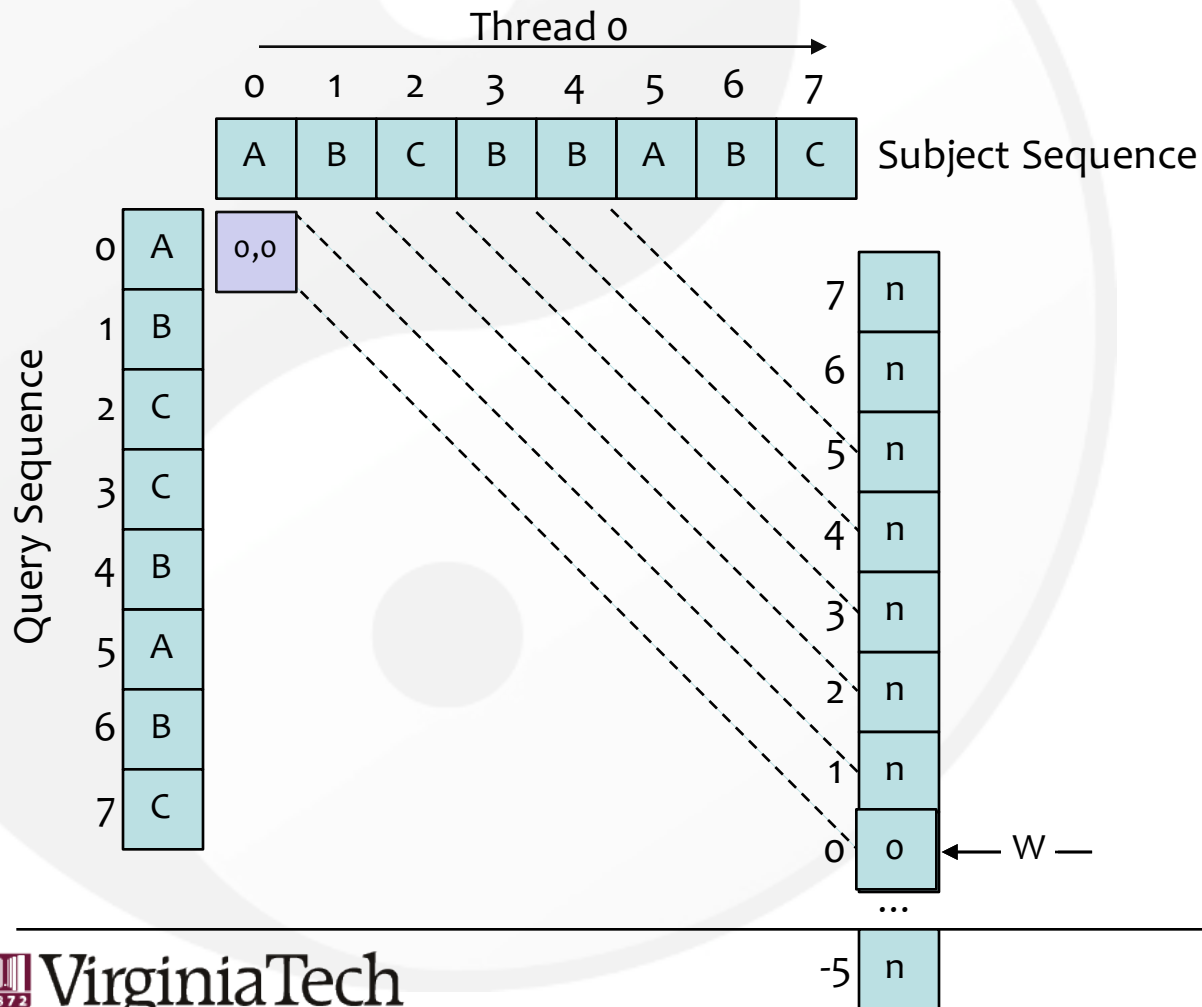 Thread 0
0 1 2 3 4 5 6 7
A B C B B A B C Subject Sequence
Query Sequence
0 A 0,0
7 n
1 B
6 n
2 C
5 n
3 C
4 n
4 B
3 n
5 A
2 n
6 B
1 n
7 C
0 0 W
...
-5 n
1872 VirginiaTech